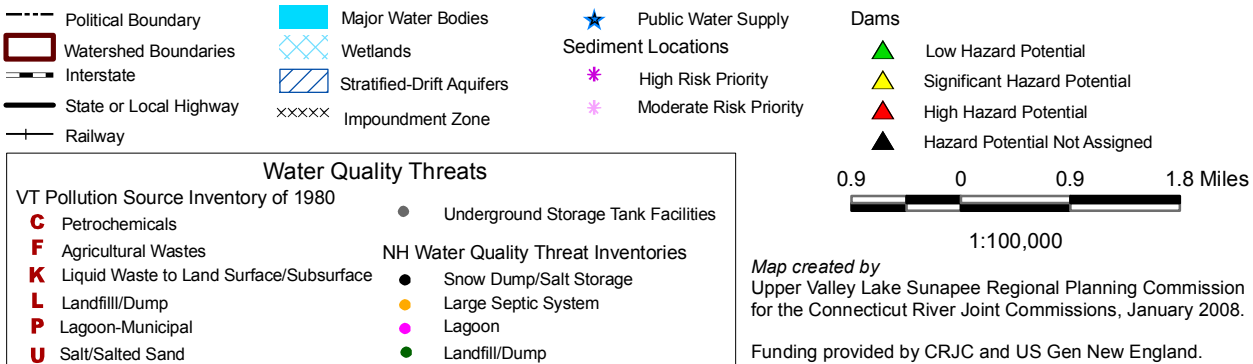 Political Boundary
Watershed Boundaries
Interstate
State or Local Highway
Railway
Major Water Bodies
Wetlands
Stratified-Drift Aquifers
Impoundment Zone
Public Water Supply
Sediment Locations
High Risk Priority
Moderate Risk Priority
Dams
Low Hazard Potential
Significant Hazard Potential
High Hazard Potential
Hazard Potential Not Assigned
Water Quality Threats
VT Pollution Source Inventory of 1980
C Petrochemicals
F Agricultural Wastes
K Liquid Waste to Land Surface/Subsurface
L Landfilll/Dump
P Lagoon-Municipal
U Salt/Salted Sand
Underground Storage Tank Facilities
NH Water Quality Threat Inventories
Snow Dump/Salt Storage
Large Septic System
Lagoon
Landfill/Dump
0.9 0 0.9 1.8 Miles
1:100,000
Map created by
Upper Valley Lake Sunapee Regional Planning Commission
for the Connecticut River Joint Commissions, January 2008.
Funding provided by CRJC and US Gen New England.